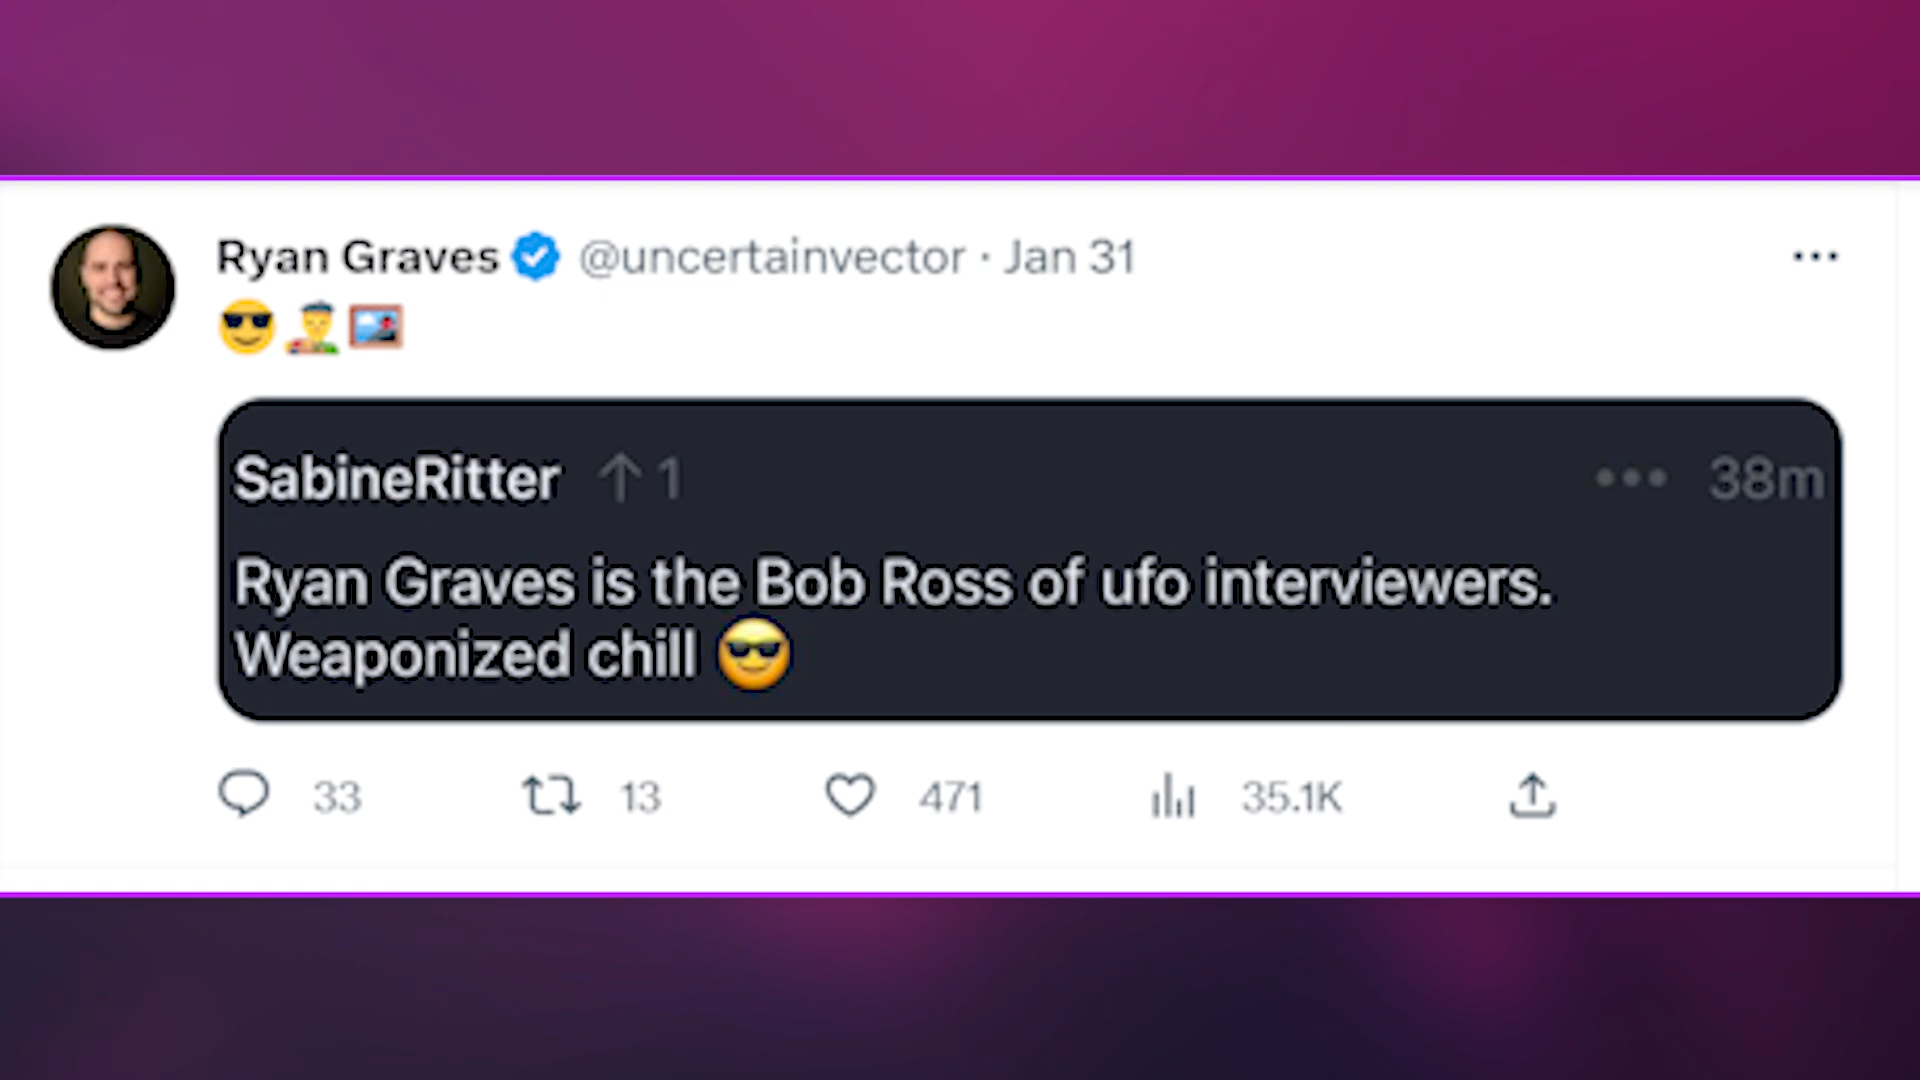 Ryan Graves @uncertainvector · Jan 31
😎👨‍🎨🖼️
SabineRitter ↑ 1 ••• 38m
Ryan Graves is the Bob Ross of ufo interviewers.
Weaponized chill 😎
33 13 471 35.1K